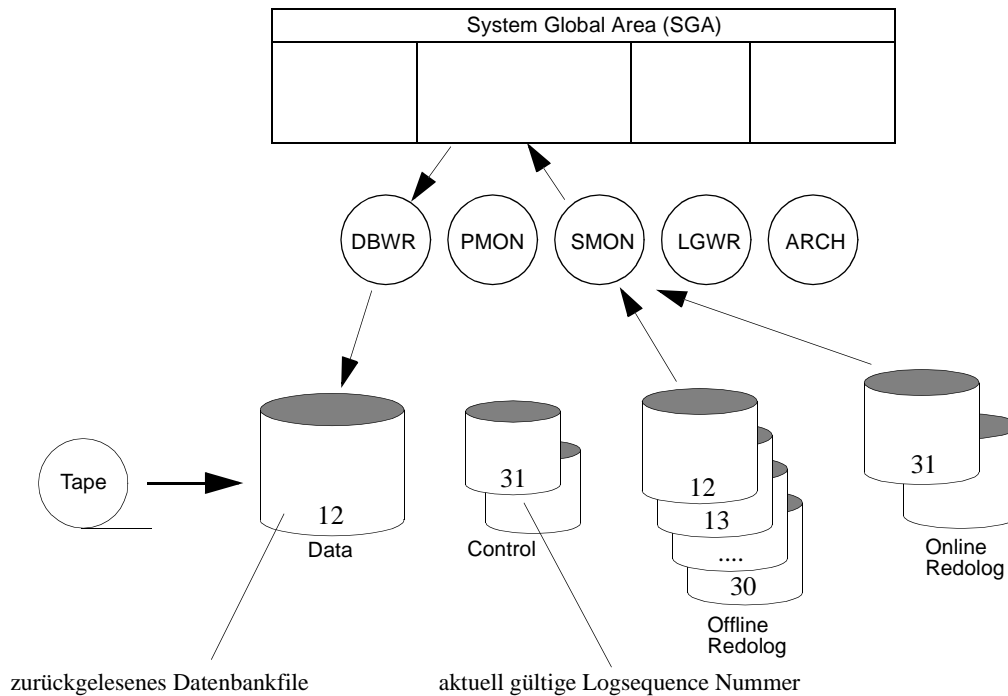 System Global Area (SGA)
DBWR
PMON
SMON
LGWR
ARCH
Tape
12
Data
31
Control
12
13
....
30
Offline
Redolog
31
Online
Redolog
zurückgelesenes Datenbankfile
aktuell gültige Logsequence Nummer